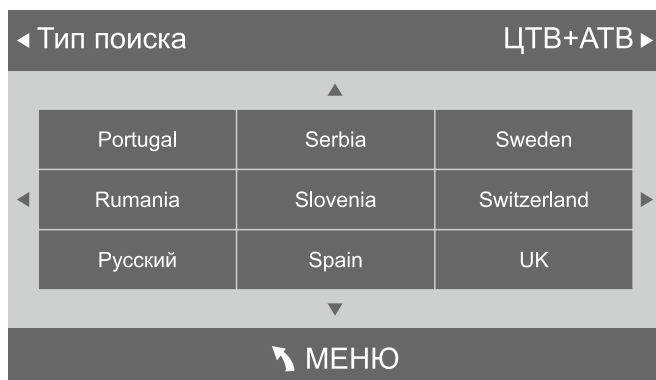 Тип поиска ЦТВ+АТВ
Portugal Serbia Sweden
Rumania Slovenia Switzerland
Русский Spain UK
МЕНЮ